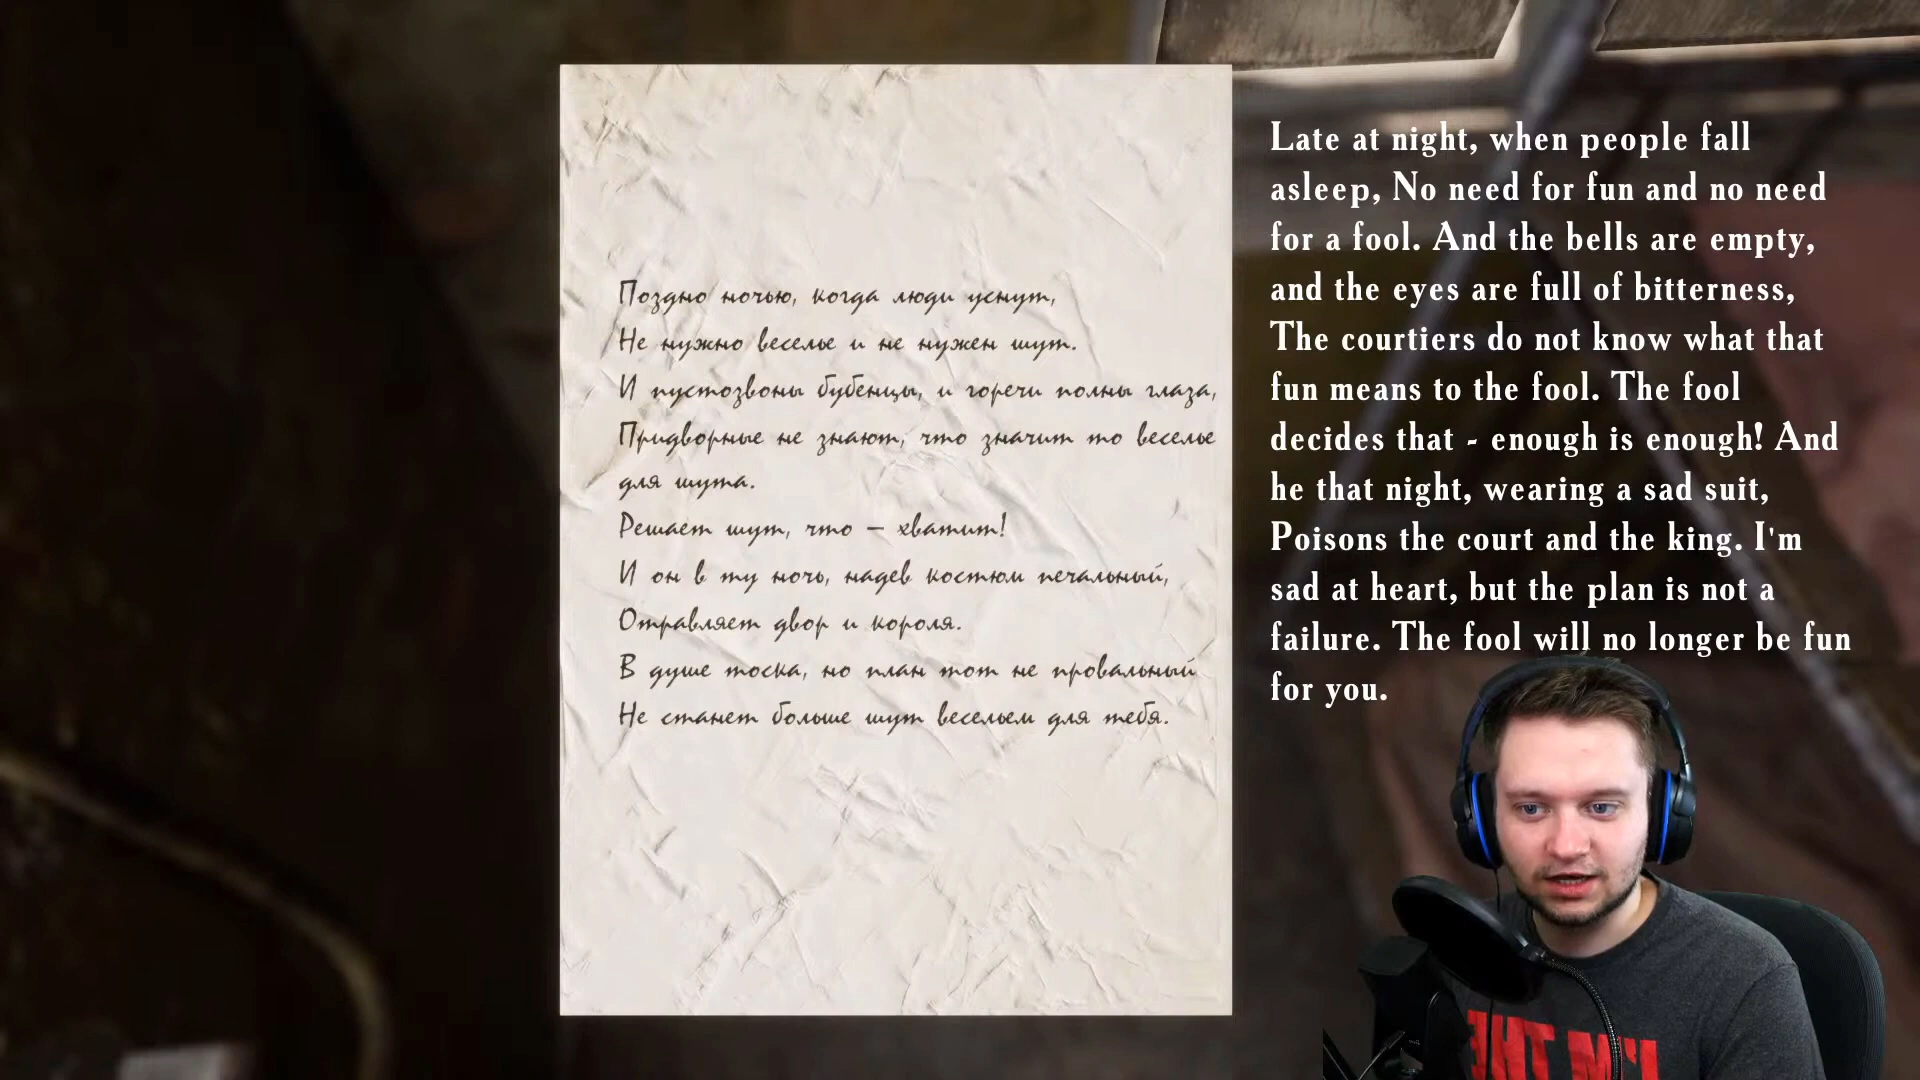 Поздно ночью, когда люди уснут,
Не нужно веселье и не нужен шут.
И пустозвоны бубенцы, и горечи полны глаза,
Придворные не знают, что значит то веселье
для шута.
Решает шут, что – хватит!
И он в ту ночь, надев костюм печальный,
Отравляет двор и короля.
В душе тоска, но план тот не провальный
Не станет больше шут весельем для тебя.
Late at night, when people fall
asleep, No need for fun and no need
for a fool. And the bells are empty,
and the eyes are full of bitterness,
The courtiers do not know what that
fun means to the fool. The fool
decides that - enough is enough! And
he that night, wearing a sad suit,
Poisons the court and the king. I'm
sad at heart, but the plan is not a
failure. The fool will no longer be fun
for you.
I'M THE